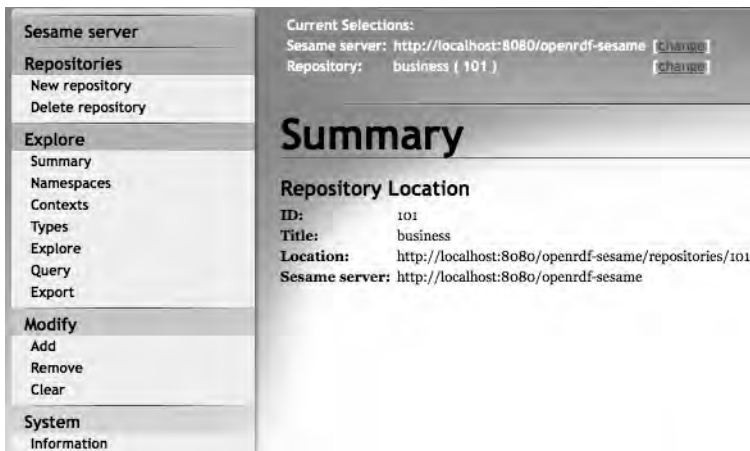 Sesame server
Repositories
New repository
Delete repository
Explore
Summary
Namespaces
Contexts
Types
Explore
Query
Export
Modify
Add
Remove
Clear
System
Information
Current Selections:
Sesame server: http://localhost:8080/openrdf-sesame [change]
Repository: business ( 101 ) [change]
Summary
Repository Location
ID: 101
Title: business
Location: http://localhost:8080/openrdf-sesame/repositories/101
Sesame server: http://localhost:8080/openrdf-sesame